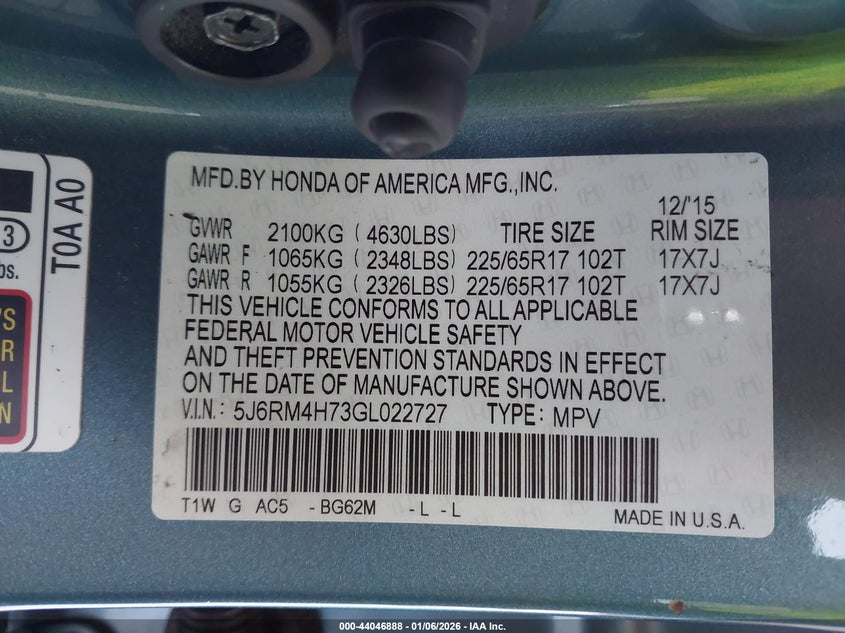 MFD.BY HONDA OF AMERICA MFG.,INC.
12/'15
GVWR 2100KG ( 4630LBS) TIRE SIZE RIM SIZE
GAWR F 1065KG ( 2348LBS) 225/65R17 102T 17X7J
GAWR R 1055KG ( 2326LBS) 225/65R17 102T 17X7J
THIS VEHICLE CONFORMS TO ALL APPLICABLE
FEDERAL MOTOR VEHICLE SAFETY
AND THEFT PREVENTION STANDARDS IN EFFECT
ON THE DATE OF MANUFACTURE SHOWN ABOVE.
V.I.N.: 5J6RM4H73GL022727 TYPE: MPV
T1W G AC5 -BG62M -L -L
MADE IN U.S.A.
T0A A0
3
bs.
'S
R
L
N
000-44046888 - 01/06/2026 - IAA Inc.